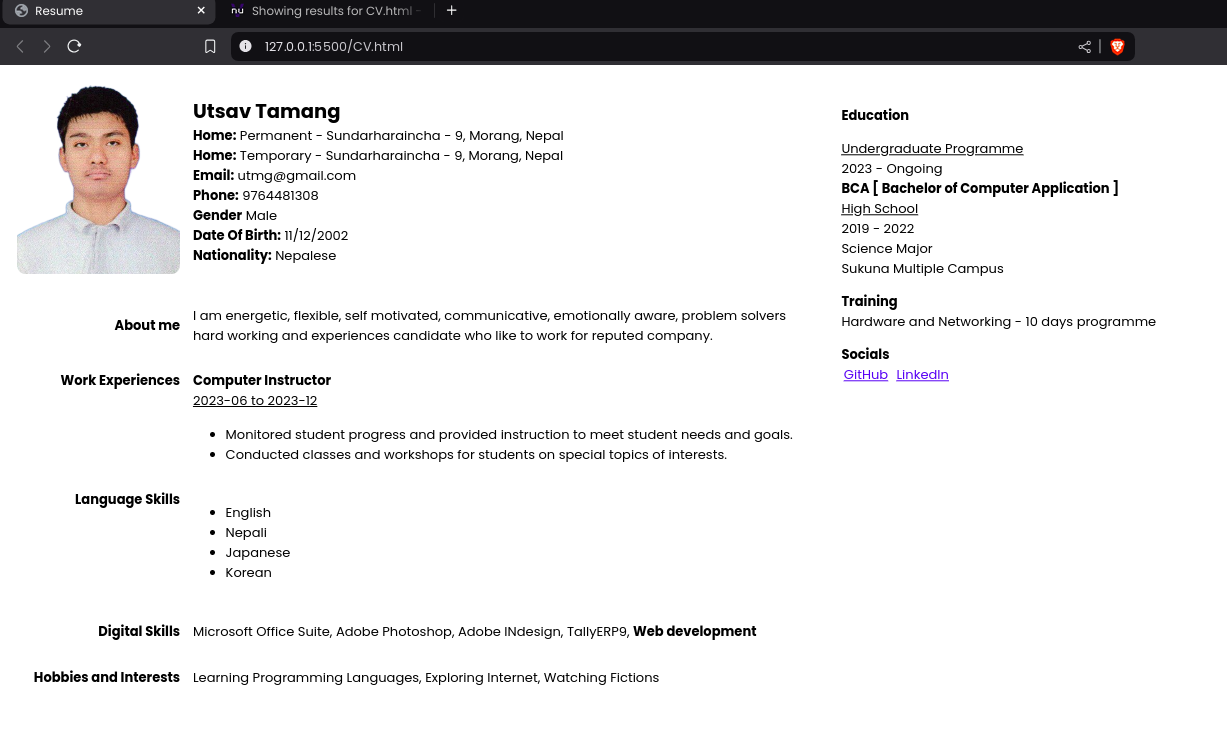 Resume
Showing results for CV.html -
127.0.0.1:5500/CV.html
Utsav Tamang
Home: Permanent - Sundarharaincha - 9, Morang, Nepal
Home: Temporary - Sundarharaincha - 9, Morang, Nepal
Email: utmg@gmail.com
Phone: 9764481308
Gender Male
Date Of Birth: 11/12/2002
Nationality: Nepalese
About me
I am energetic, flexible, self motivated, communicative, emotionally aware, problem solvers
hard working and experiences candidate who like to work for reputed company.
Work Experiences
Computer Instructor
2023-06 to 2023-12
• Monitored student progress and provided instruction to meet student needs and goals.
• Conducted classes and workshops for students on special topics of interests.
Language Skills
• English
• Nepali
• Japanese
• Korean
Digital Skills
Microsoft Office Suite, Adobe Photoshop, Adobe INdesign, TallyERP9, Web development
Hobbies and Interests
Learning Programming Languages, Exploring Internet, Watching Fictions
Education
Undergraduate Programme
2023 - Ongoing
BCA [ Bachelor of Computer Application ]
High School
2019 - 2022
Science Major
Sukuna Multiple Campus
Training
Hardware and Networking - 10 days programme
Socials
GitHub LinkedIn